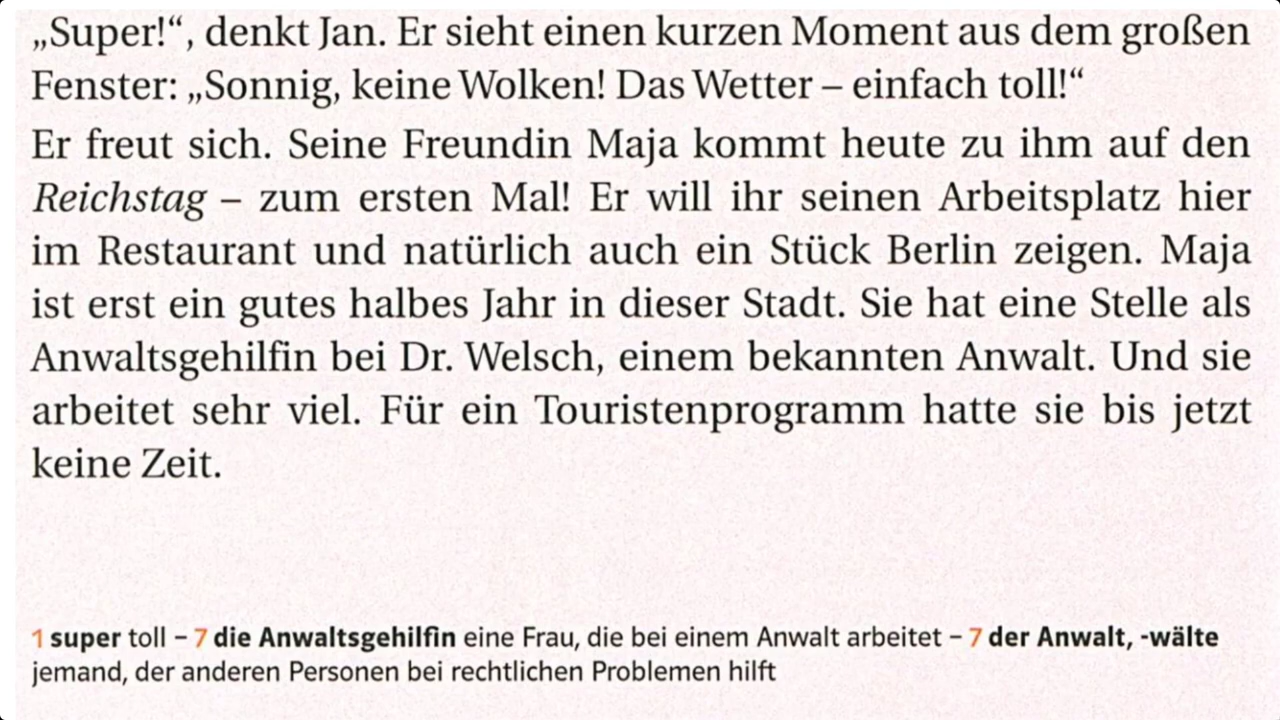 „Super!“, denkt Jan. Er sieht einen kurzen Moment aus dem großen
Fenster: „Sonnig, keine Wolken! Das Wetter – einfach toll!“
Er freut sich. Seine Freundin Maja kommt heute zu ihm auf den
Reichstag – zum ersten Mal! Er will ihr seinen Arbeitsplatz hier
im Restaurant und natürlich auch ein Stück Berlin zeigen. Maja
ist erst ein gutes halbes Jahr in dieser Stadt. Sie hat eine Stelle als
Anwaltsgehilfin bei Dr. Welsch, einem bekannten Anwalt. Und sie
arbeitet sehr viel. Für ein Touristenprogramm hatte sie bis jetzt
keine Zeit.
1 super toll – 7 die Anwaltsgehilfin eine Frau, die bei einem Anwalt arbeitet – 7 der Anwalt, -wälte
jemand, der anderen Personen bei rechtlichen Problemen hilft